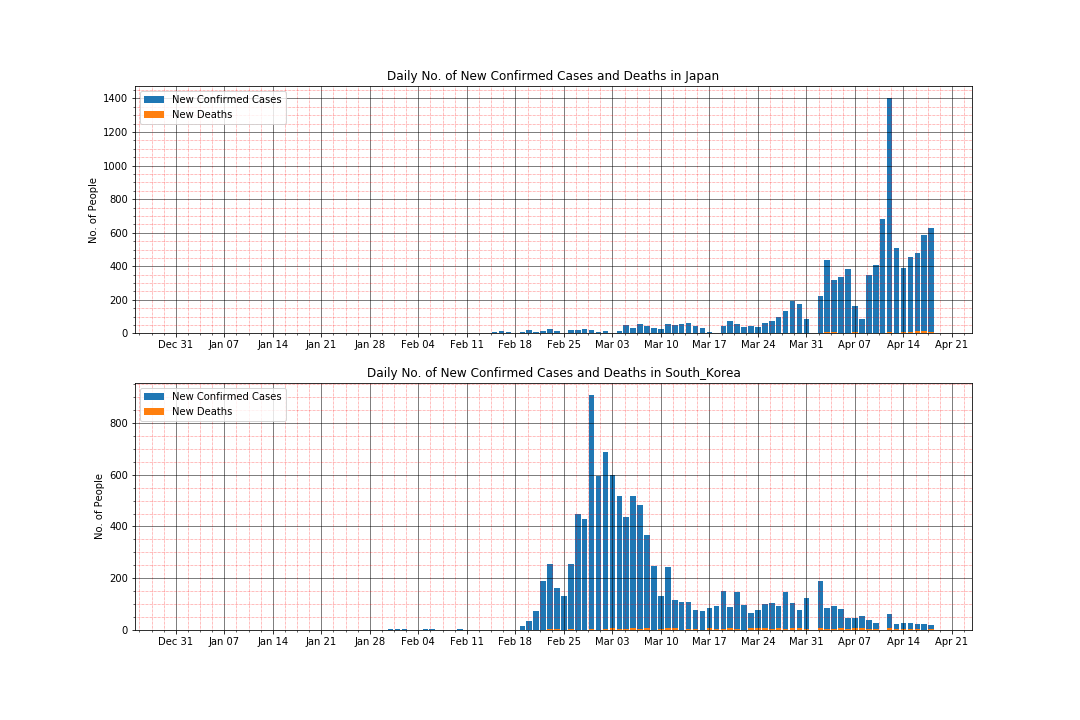 Daily No. of New Confirmed Cases and Deaths in Japan
New Confirmed Cases
New Deaths
No. of People
1400
1200
1000
800
600
400
200
0
Dec 31 Jan 07 Jan 14 Jan 21 Jan 28 Feb 04 Feb 11 Feb 18 Feb 25 Mar 03 Mar 10 Mar 17 Mar 24 Mar 31 Apr 07 Apr 14 Apr 21
Daily No. of New Confirmed Cases and Deaths in South_Korea
New Confirmed Cases
New Deaths
No. of People
800
600
400
200
0
Dec 31 Jan 07 Jan 14 Jan 21 Jan 28 Feb 04 Feb 11 Feb 18 Feb 25 Mar 03 Mar 10 Mar 17 Mar 24 Mar 31 Apr 07 Apr 14 Apr 21